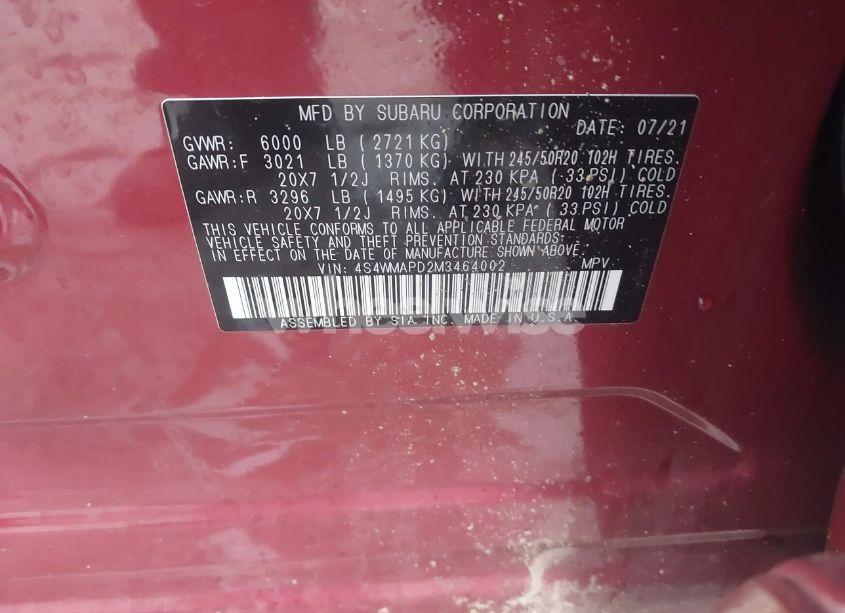 MFD BY SUBARU CORPORATION
DATE: 07/21
GVWR: 6000 LB ( 2721 KG)
GAWR:F 3021 LB ( 1370 KG) WITH 245/50R20 102H TIRES.
20X7 1/2J RIMS. AT 230 KPA ( 33 PSI) COLD
GAWR:R 3296 LB ( 1495 KG) WITH 245/50R20 102H TIRES.
20X7 1/2J RIMS. AT 230 KPA ( 33 PSI) COLD
THIS VEHICLE CONFORMS TO ALL APPLICABLE FEDERAL MOTOR
VEHICLE SAFETY AND THEFT PREVENTION STANDARDS.
IN EFFECT ON THE DATE OF MANUFACTURE SHOWN ABOVE.
VIN: 4S4WMAPD2M3464002 MPV
ASSEMBLED BY SIA INC. MADE IN U.S.A